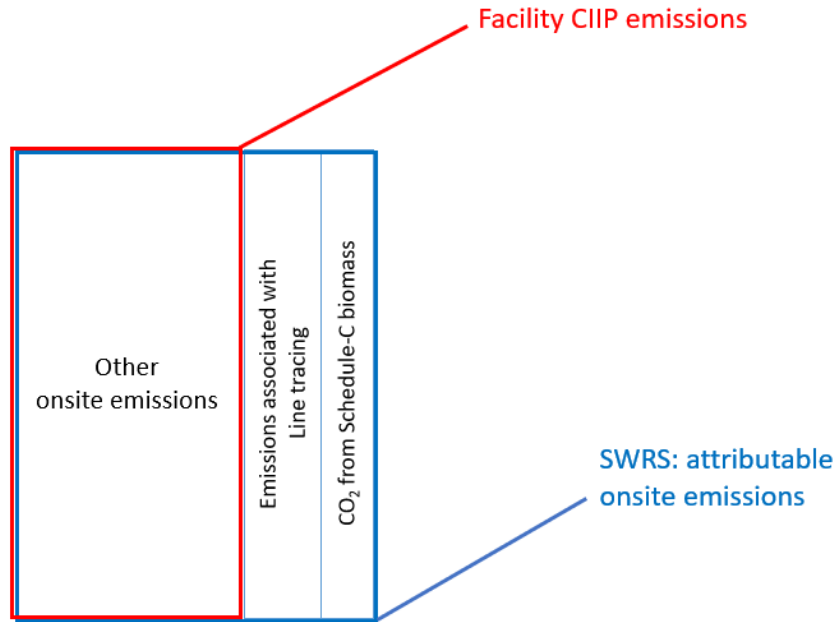 Facility CIIP emissions
Other
onsite emissions
Emissions associated with
Line tracing
CO₂ from Schedule-C biomass
SWRS: attributable
onsite emissions